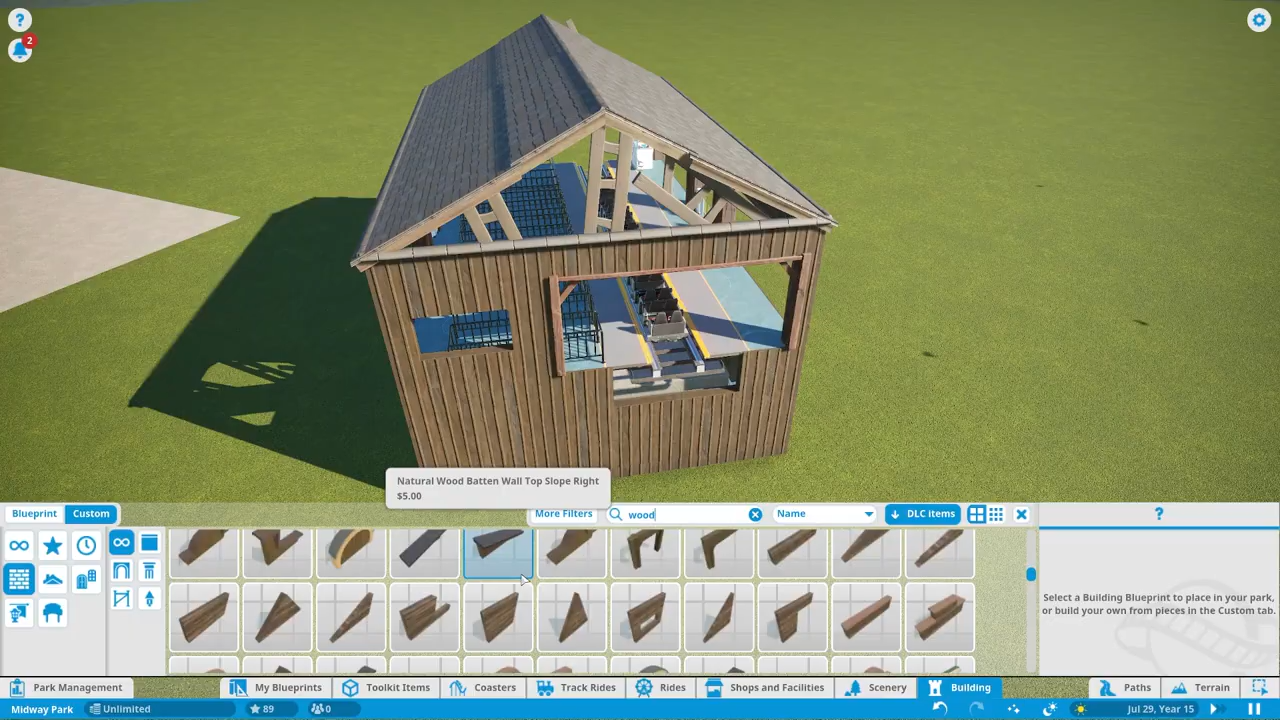 ?
2
Natural Wood Batten Wall Top Slope Right
$5.00
Blueprint
Custom
More Filters
wood
Name
DLC items
?
Select a Building Blueprint to place in your park,
or build your own from pieces in the Custom tab.
Park Management
My Blueprints
Toolkit Items
Coasters
Track Rides
Rides
Shops and Facilities
Scenery
Building
Paths
Terrain
Midway Park
Unlimited
89
0
Jul 29, Year 15